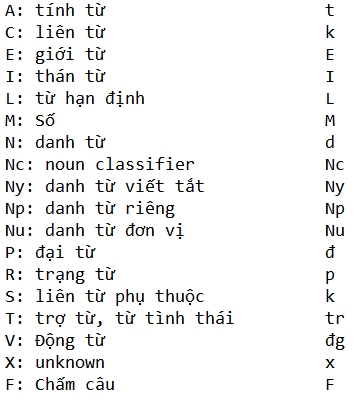 A: tính từ t
C: liên từ k
E: giới từ E
I: thán từ I
L: từ hạn định L
M: Số M
N: danh từ d
Nc: noun classifier Nc
Ny: danh từ viết tắt Ny
Np: danh từ riêng Np
Nu: danh từ đơn vị Nu
P: đại từ đ
R: trạng từ p
S: liên từ phụ thuộc k
T: trợ từ, từ tình thái tr
V: Động từ đg
X: unknown x
F: Chấm câu F